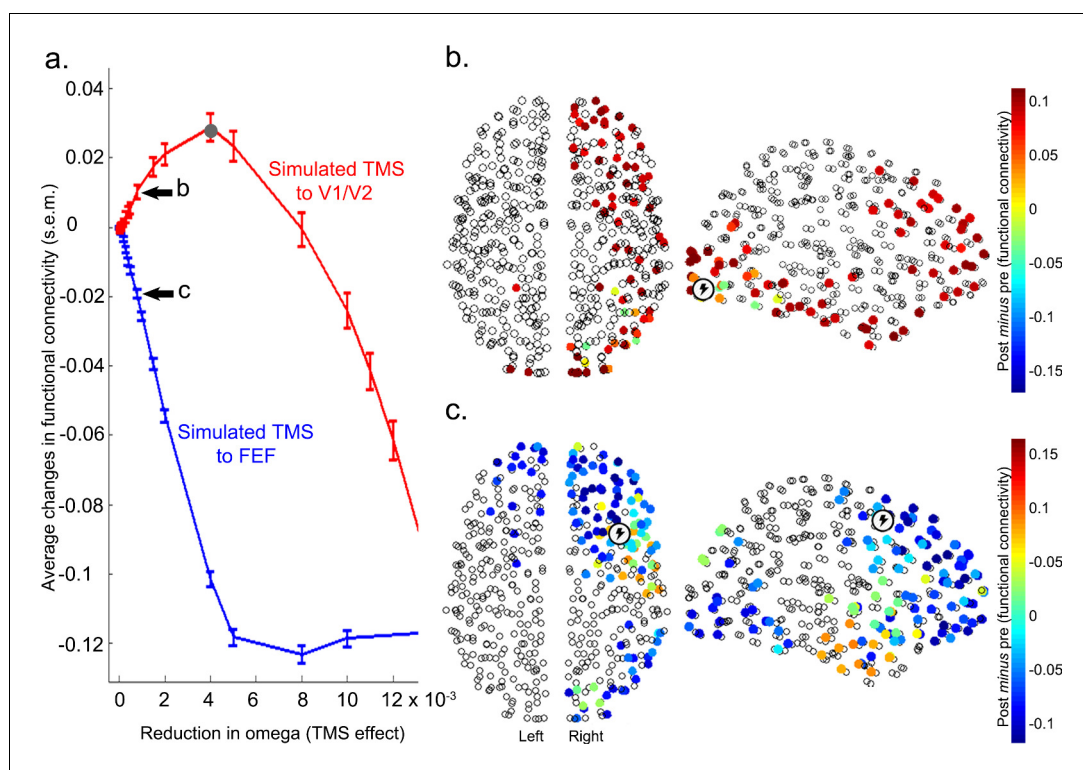 a.
0.04
0.02
0
-0.02
-0.04
-0.06
-0.08
-0.1
-0.12
Average changes in functional connectivity (s.e.m.)
b
c
Simulated TMS
to V1/V2
Simulated TMS
to FEF
0 2 4 6 8 10 12 x 10-3
Reduction in omega (TMS effect)
b.
0.1
0.05
0
-0.05
-0.1
-0.15
Post minus pre (functional connectivity)
c.
Left Right
0.15
0.1
0.05
0
-0.05
-0.1
Post minus pre (functional connectivity)